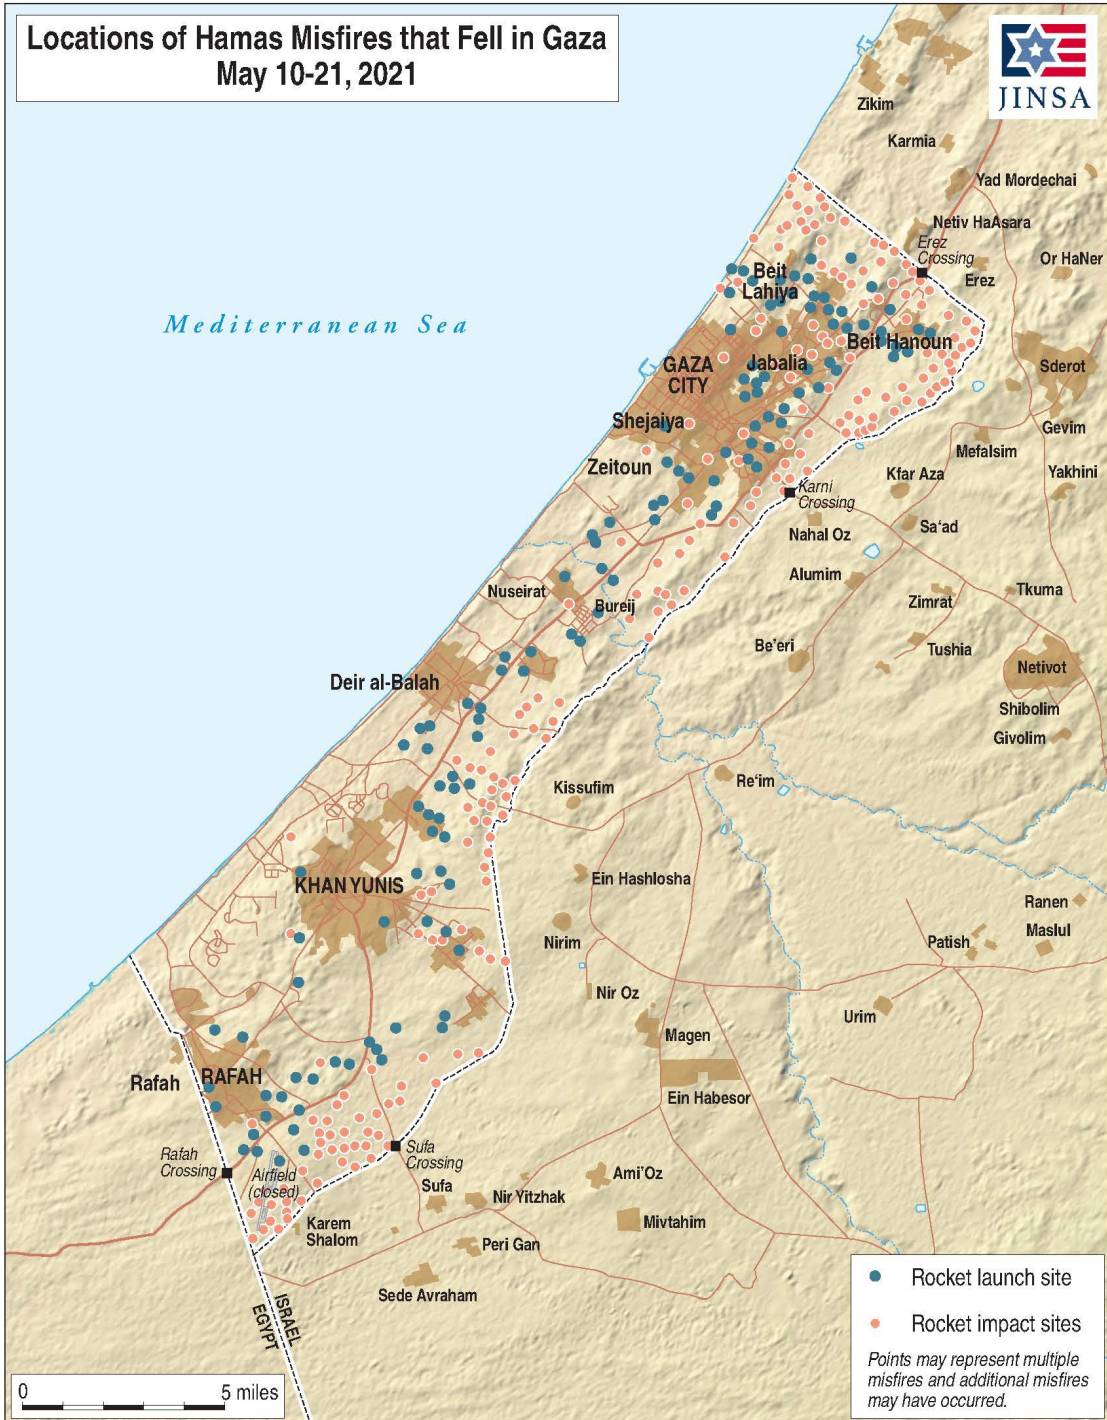 Locations of Hamas Misfires that Fell in Gaza
May 10-21, 2021
JINSA
Zikim
Karmia
Yad Mordechai
Netiv HaAsara
Erez
Crossing
Or HaNer
Erez
Beit
Lahiya
Mediterranean Sea
Beit Hanoun
GAZA
CITY
Jabalia
Sderot
Shejaiya
Gevim
Mefalsim
Zeitoun
Kfar Aza
Yakhini
Karni
Crossing
Nahal Oz
Sa'ad
Alumim
Nuseirat
Bureij
Zimrat
Tkuma
Be'eri
Tushia
Netivot
Deir al-Balah
Shibolim
Givolim
Kissufim
Re'im
KHAN YUNIS
Ein Hashlosha
Ranen
Maslul
Patish
Nirim
Nir Oz
Urim
Magen
Rafah
RAFAH
Ein Habesor
Rafah
Crossing
Airfield
(closed)
Sufa
Crossing
Ami'Oz
Sufa
Nir Yitzhak
Karem
Shalom
Mivtahim
Peri Gan
Sede Avraham
ISRAEL
EGYPT
Rocket launch site
Rocket impact sites
Points may represent multiple
misfires and additional misfires
may have occurred.
0 5 miles